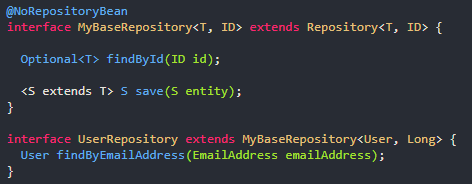 @NoRepositoryBean
interface MyBaseRepository<T, ID> extends Repository<T, ID> {
Optional<T> findById(ID id);
<S extends T> S save(S entity);
}
interface UserRepository extends MyBaseRepository<User, Long> {
User findByEmailAddress(EmailAddress emailAddress);
}